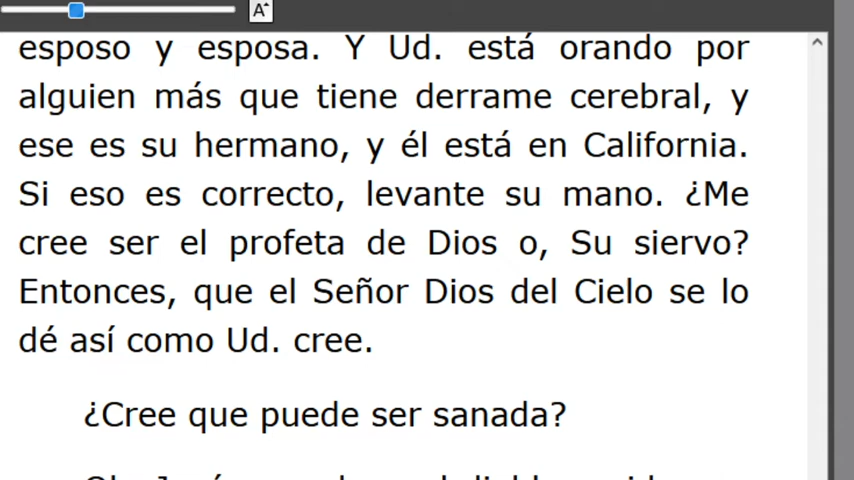 A^
esposo y esposa. Y Ud. está orando por
alguien más que tiene derrame cerebral, y
ese es su hermano, y él está en California.
Si eso es correcto, levante su mano. ¿Me
cree ser el profeta de Dios o, Su siervo?
Entonces, que el Señor Dios del Cielo se lo
dé así como Ud. cree.
¿Cree que puede ser sanada?